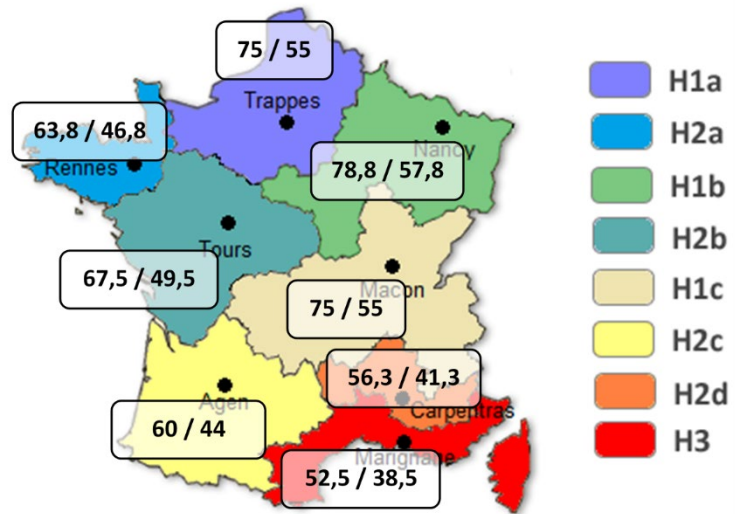 75 / 55
Trappes
63,8 / 46,8
Rennes
Nancy
78,8 / 57,8
Tours
67,5 / 49,5
Macon
75 / 55
56,3 / 41,3
Agen
Carpentras
60 / 44
Marignage
52,5 / 38,5
H1a
H2a
H1b
H2b
H1c
H2c
H2d
H3